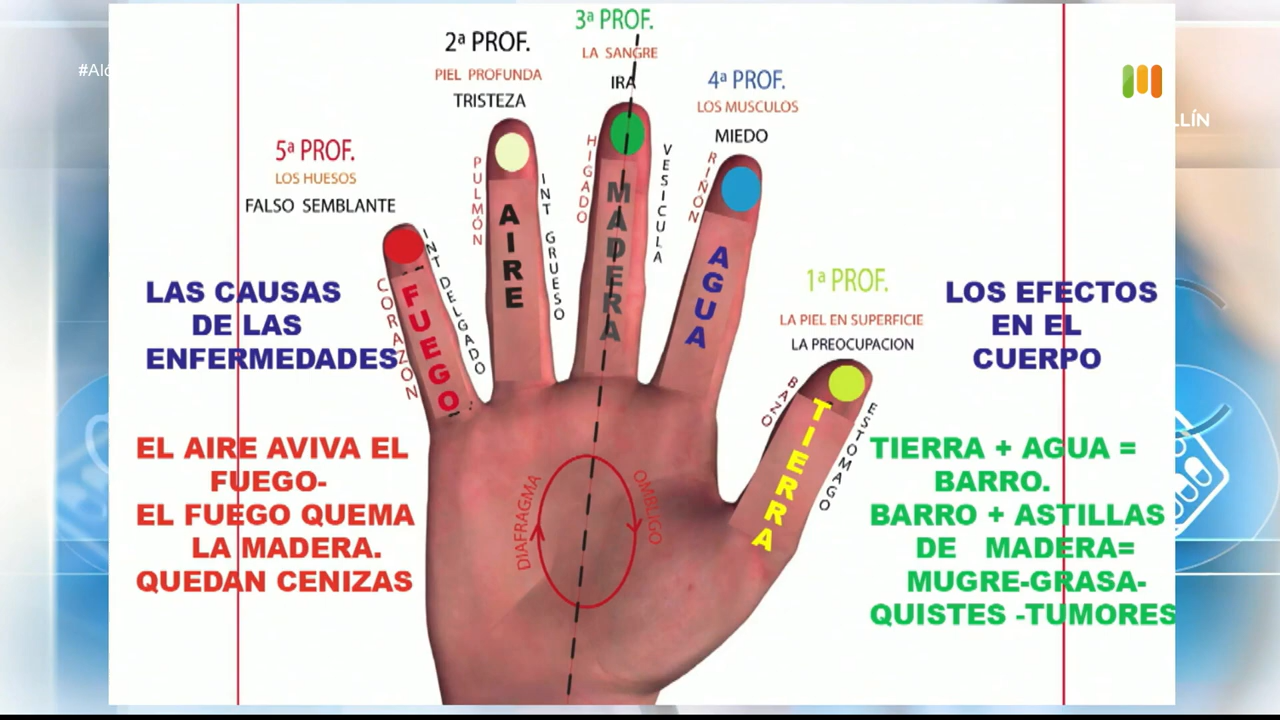 #Aló
LLÍN
3ª PROF.
LA SANGRE
IRA
2ª PROF.
PIEL PROFUNDA
TRISTEZA
4ª PROF.
LOS MUSCULOS
MIEDO
5ª PROF.
LOS HUESOS
FALSO SEMBLANTE
1ª PROF.
LA PIEL EN SUPERFICIE
LA PREOCUPACION
CORAZON
FUEGO
INT DELGADO
PULMÓN
AIRE
INT GRUESO
HIGADO
MADERA
VESICULA
RIÑÓN
AGUA
BAZO
TIERRA
ESTOMAGO
DIAFRAGMA
OMBLIGO
LAS CAUSAS
DE LAS
ENFERMEDADES
EL AIRE AVIVA EL
FUEGO-
EL FUEGO QUEMA
LA MADERA.
QUEDAN CENIZAS
LOS EFECTOS
EN EL
CUERPO
TIERRA + AGUA =
BARRO.
BARRO + ASTILLAS
DE MADERA=
MUGRE-GRASA-
QUISTES -TUMORES